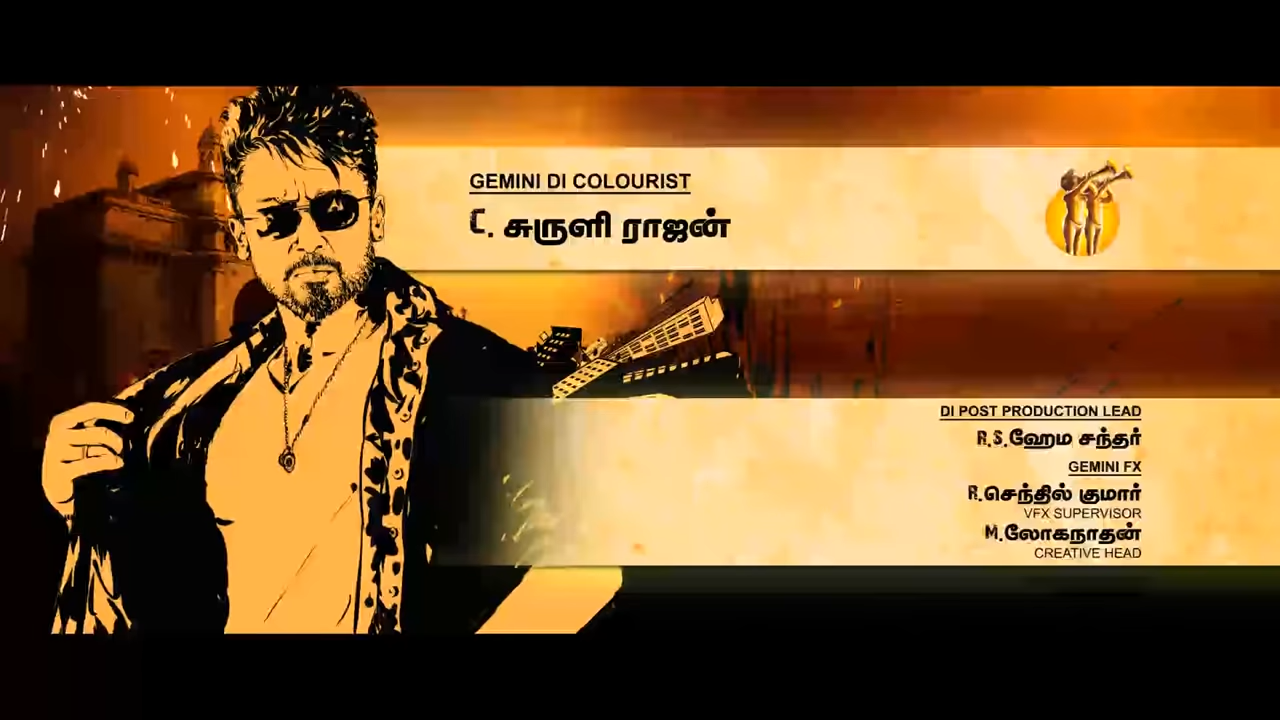 GEMINI DI COLOURIST
C. சுருளி ராஜன்
DI POST PRODUCTION LEAD
R.S.ஹேம சந்தர்
GEMINI FX
R.செந்தில் குமார்
VFX SUPERVISOR
M.லோகநாதன்
CREATIVE HEAD